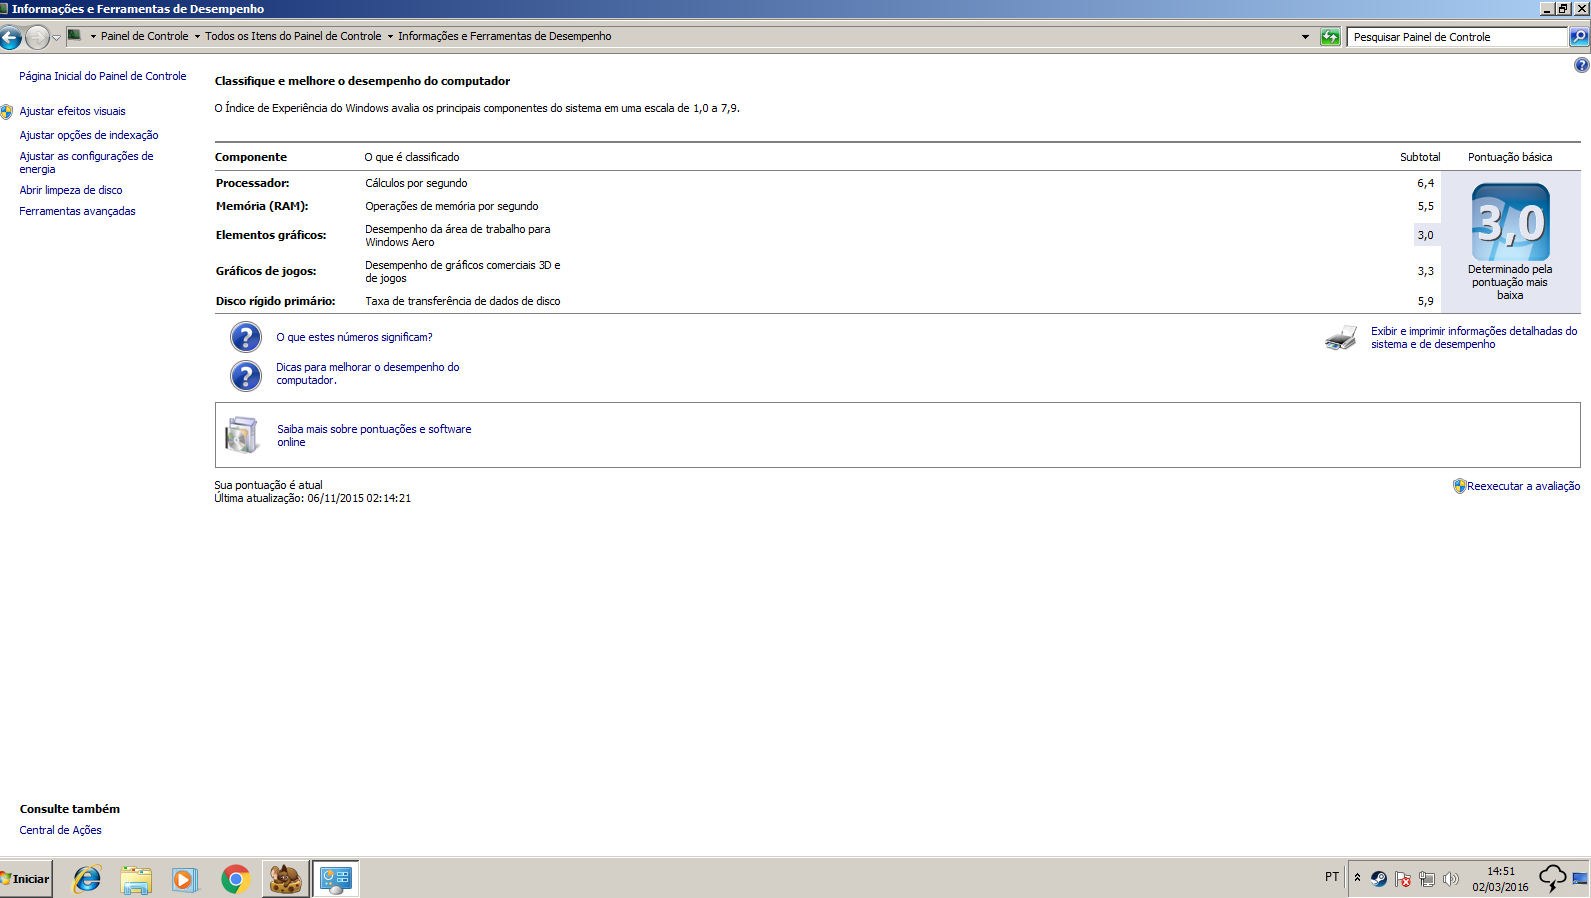 Informações e Ferramentas de Desempenho
Painel de Controle Todos os Itens do Painel de Controle Informações e Ferramentas de Desempenho
Pesquisar Painel de Controle
Página Inicial do Painel de Controle
Ajustar efeitos visuais
Ajustar opções de indexação
Ajustar as configurações de
energia
Abrir limpeza de disco
Ferramentas avançadas
Classifique e melhore o desempenho do computador
O Índice de Experiência do Windows avalia os principais componentes do sistema em uma escala de 1,0 a 7,9.
Componente O que é classificado Subtotal Pontuação básica
Processador: Cálculos por segundo 6,4
Memória (RAM): Operações de memória por segundo 5,5
Elementos gráficos: Desempenho da área de trabalho para
Windows Aero 3,0
Gráficos de jogos: Desempenho de gráficos comerciais 3D e
de jogos 3,3
Disco rígido primário: Taxa de transferência de dados de disco 5,9
3,0
Determinado pela
pontuação mais
baixa
O que estes números significam?
Dicas para melhorar o desempenho do
computador.
Exibir e imprimir informações detalhadas do
sistema e de desempenho
Saiba mais sobre pontuações e software
online
Sua pontuação é atual
Última atualização: 06/11/2015 02:14:21
Reexecutar a avaliação
Consulte também
Central de Ações
Iniciar
PT
14:51
02/03/2016